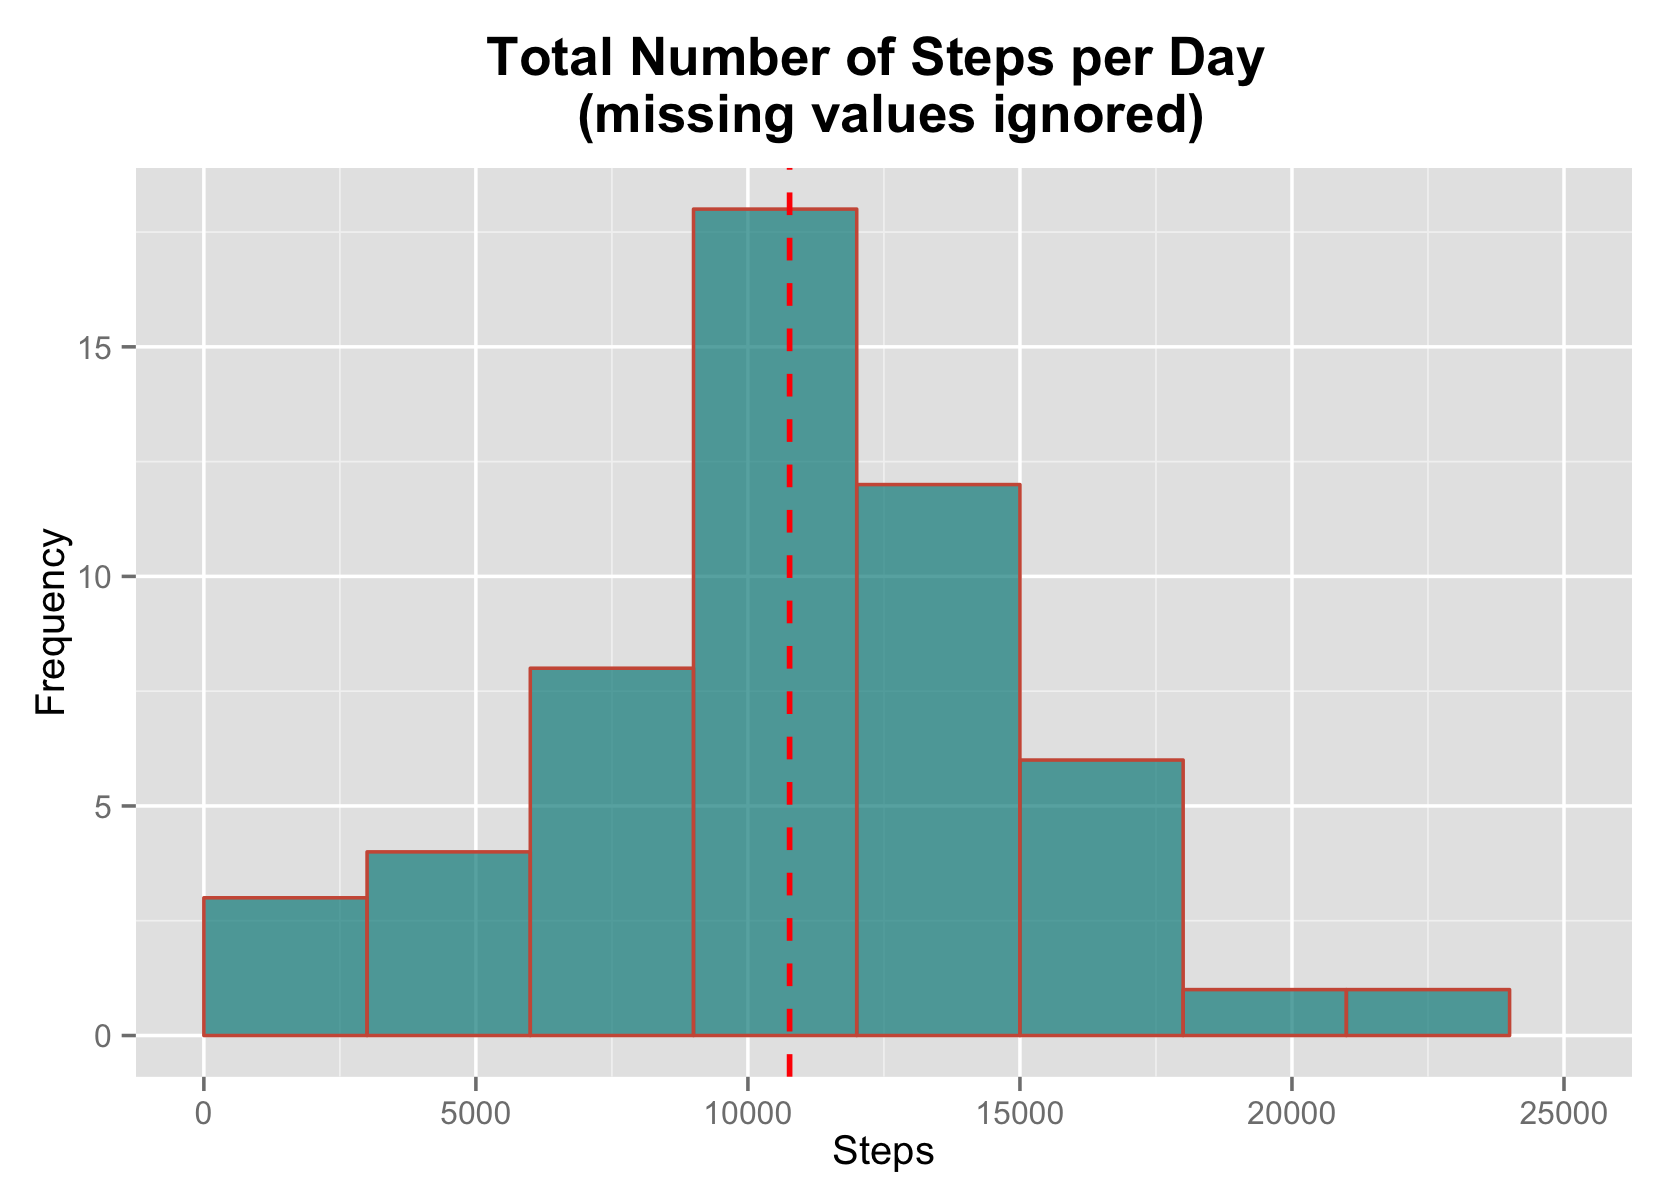 Total Number of Steps per Day
(missing values ignored)
Frequency
15
10
5
0
0 5000 10000 15000 20000 25000
Steps